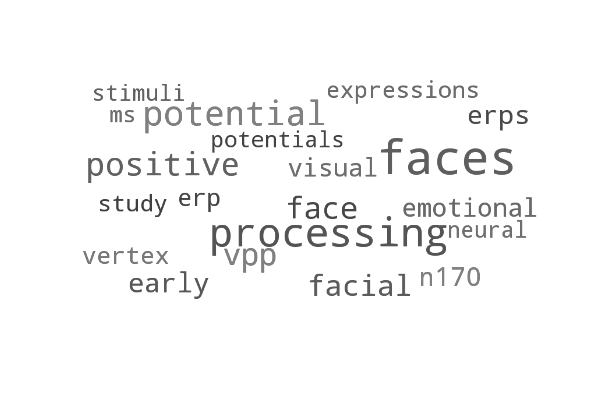 stimuli expressions
ms potential erps
potentials
positive visual faces
study erp face emotional
processing neural
vertex vpp
early facial n170